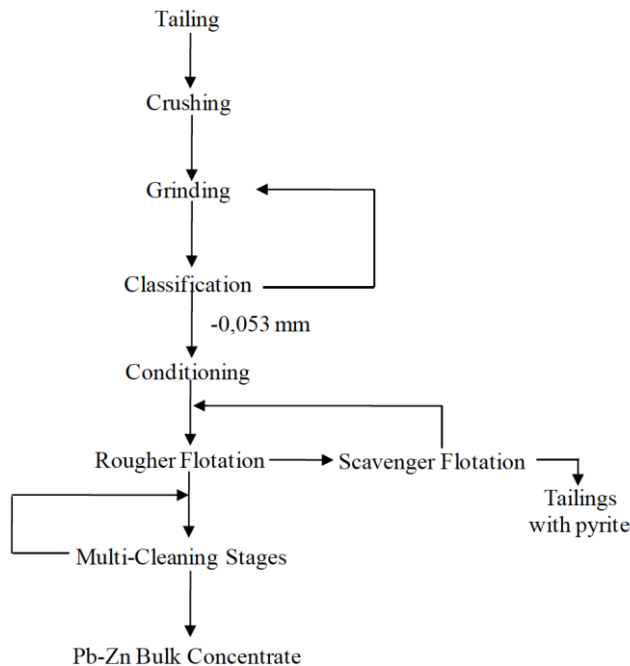 Tailing
Crushing
Grinding
Classification
-0,053 mm
Conditioning
Rougher Flotation
Scavenger Flotation
Tailings
with pyrite
Multi-Cleaning Stages
Pb-Zn Bulk Concentrate